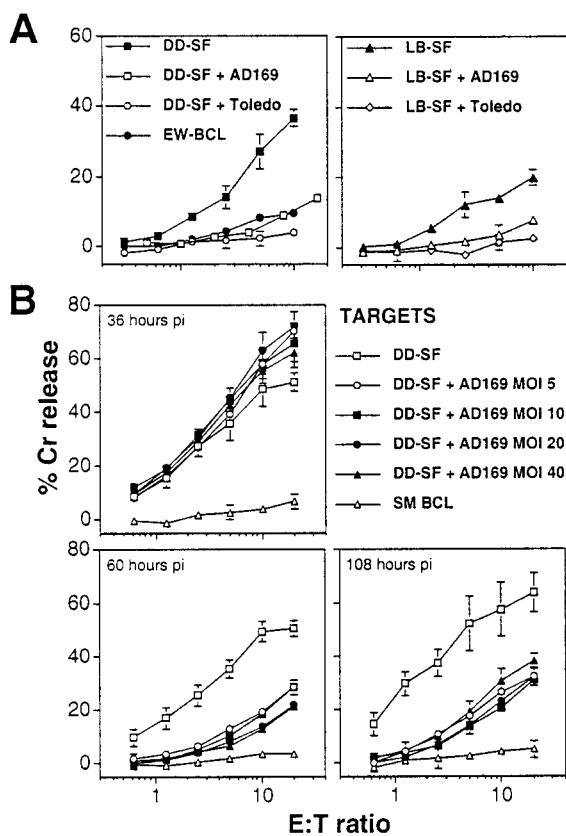 A
60
40
20
0
DD-SF
DD-SF + AD169
DD-SF + Toledo
EW-BCL
LB-SF
LB-SF + AD169
LB-SF + Toledo
B
80
60
40
20
0
36 hours pi
TARGETS
DD-SF
DD-SF + AD169 MOI 5
DD-SF + AD169 MOI 10
DD-SF + AD169 MOI 20
DD-SF + AD169 MOI 40
SM BCL
% Cr release
80
60
40
20
0
60 hours pi
108 hours pi
1 10
1 10
E:T ratio